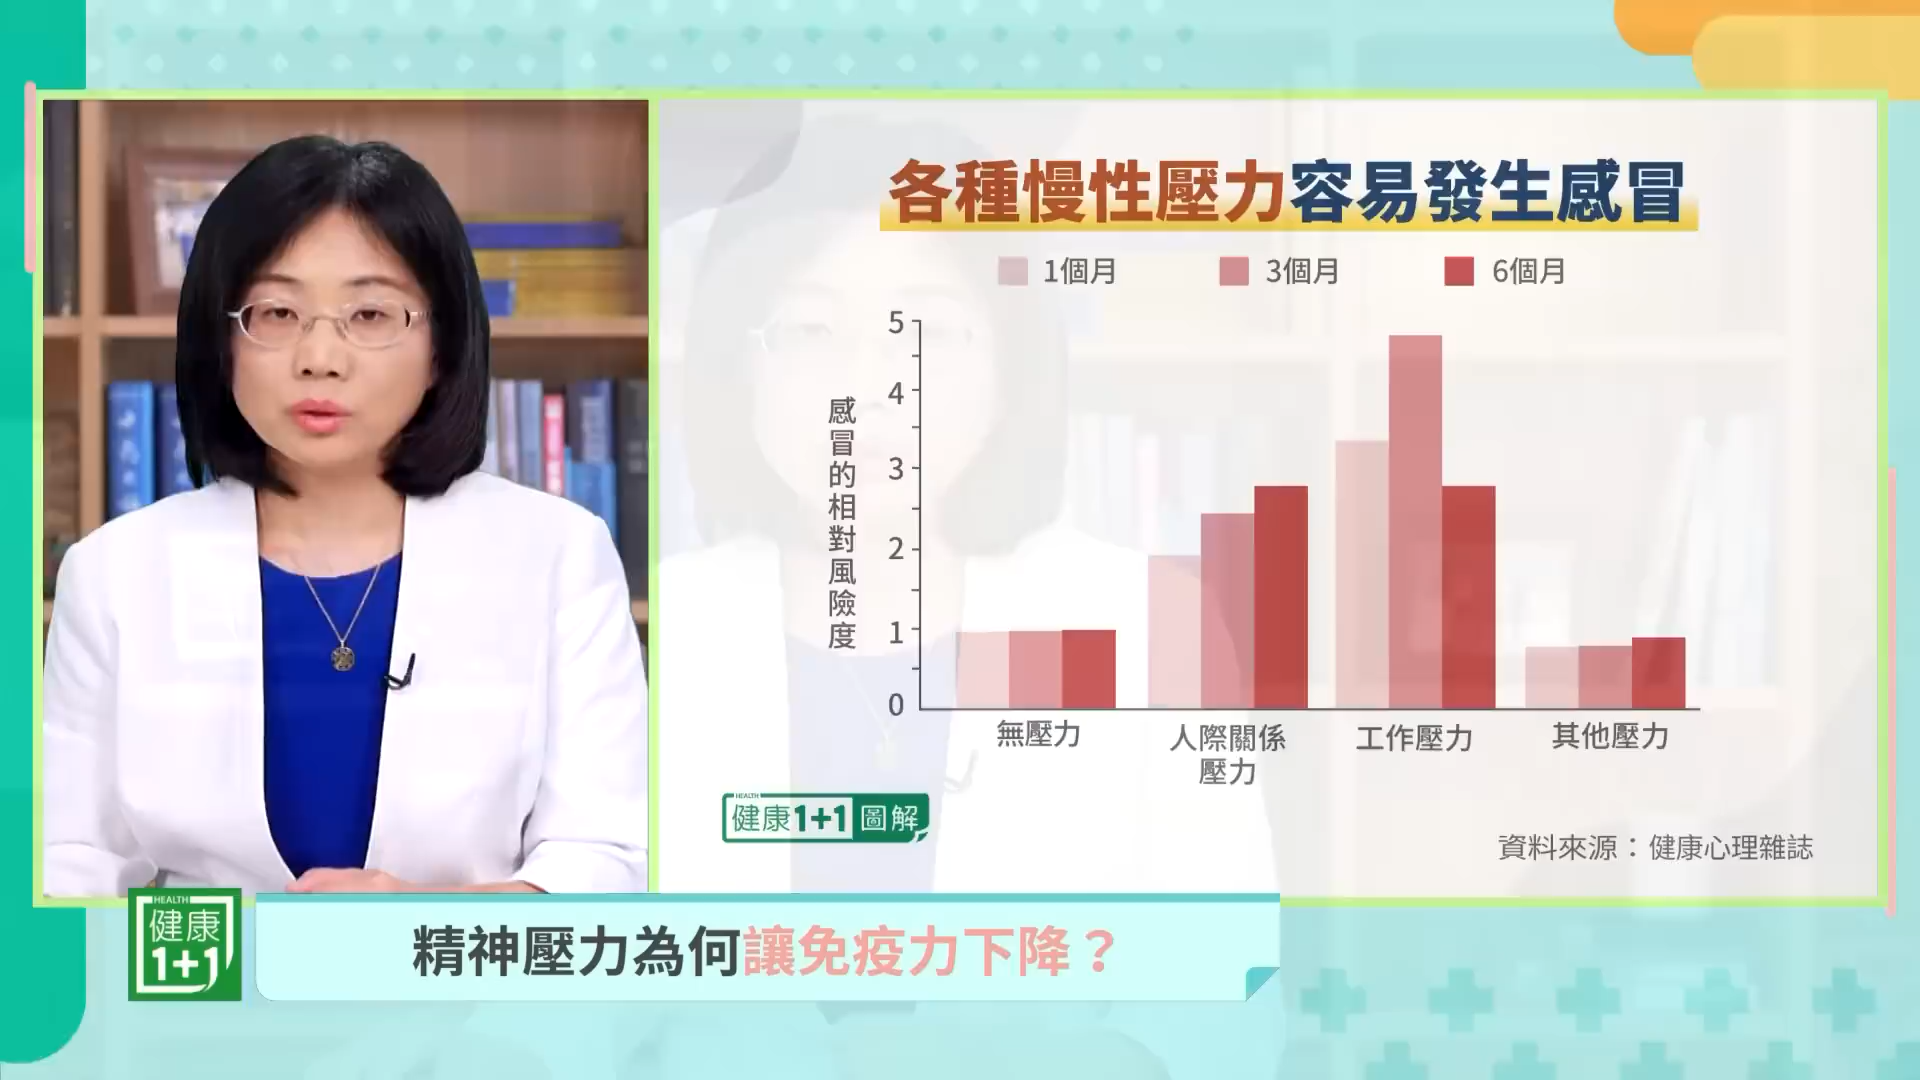 各種慢性壓力容易發生感冒
1個月 3個月 6個月
感冒的相對風險度
5
4
3
2
1
0
無壓力
人際關係
壓力
工作壓力
其他壓力
HEALTH
健康1+1 圖解
資料來源：健康心理雜誌
HEALTH
健康
1+1
精神壓力為何讓免疫力下降？